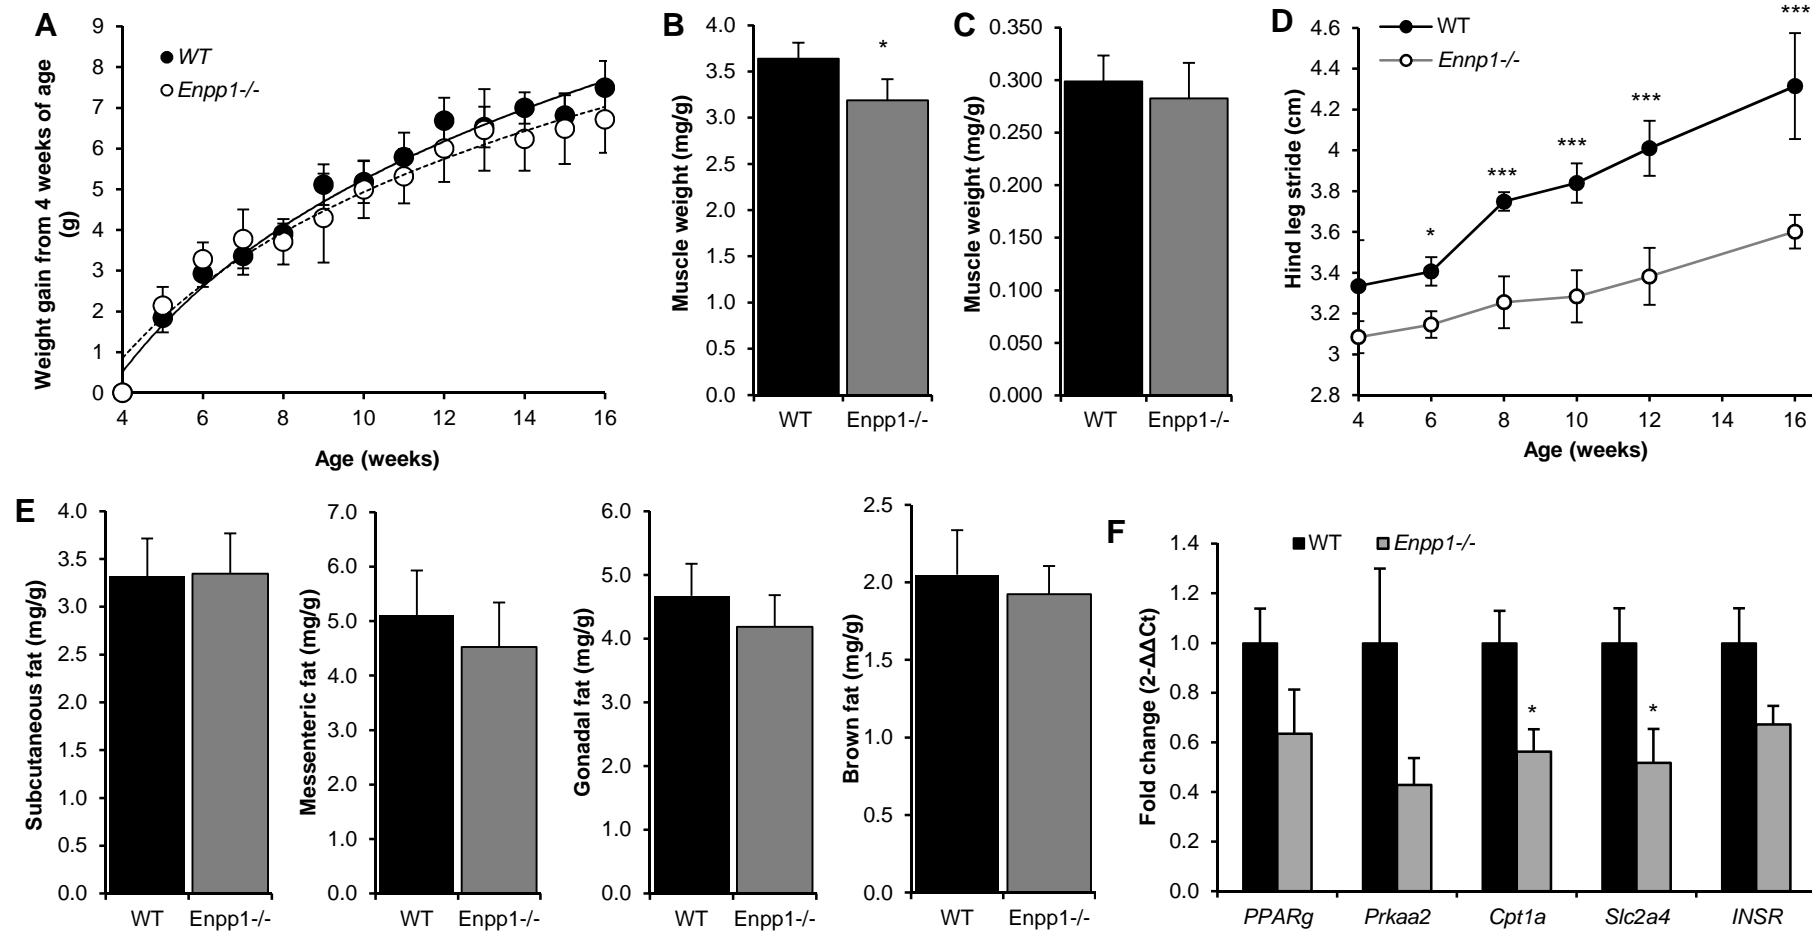 A
9
8
7
6
5
4
3
2
1
0
Weight gain from 4 weeks of age
(g)
WT
Enpp1-/-
4 6 8 10 12 14 16
Age (weeks)
B
4.0
3.5
3.0
2.5
2.0
1.5
1.0
0.5
0.0
Muscle weight (mg/g)
*
WT Enpp1-/-
C
0.350
0.300
0.250
0.200
0.150
0.100
0.050
0.000
Muscle weight (mg/g)
WT Enpp1-/-
D
4.6
4.4
4.2
4
3.8
3.6
3.4
3.2
3
2.8
Hind leg stride (cm)
WT
Ennp1-/-
* *** *** *** ***
4 6 8 10 12 14 16
Age (weeks)
E
4.0
3.5
3.0
2.5
2.0
1.5
1.0
0.5
0.0
Subcutaneous fat (mg/g)
WT Enpp1-/-
7.0
6.0
5.0
4.0
3.0
2.0
1.0
0.0
Messenteric fat (mg/g)
WT Enpp1-/-
6.0
5.0
4.0
3.0
2.0
1.0
0.0
Gonadal fat (mg/g)
WT Enpp1-/-
2.5
2.0
1.5
1.0
0.5
0.0
Brown fat (mg/g)
WT Enpp1-/-
F
1.4
1.2
1.0
0.8
0.6
0.4
0.2
0.0
Fold change (2-ΔΔCt)
WT Enpp1-/-
* *
PPARg Prkaa2 Cpt1a Slc2a4 INSR